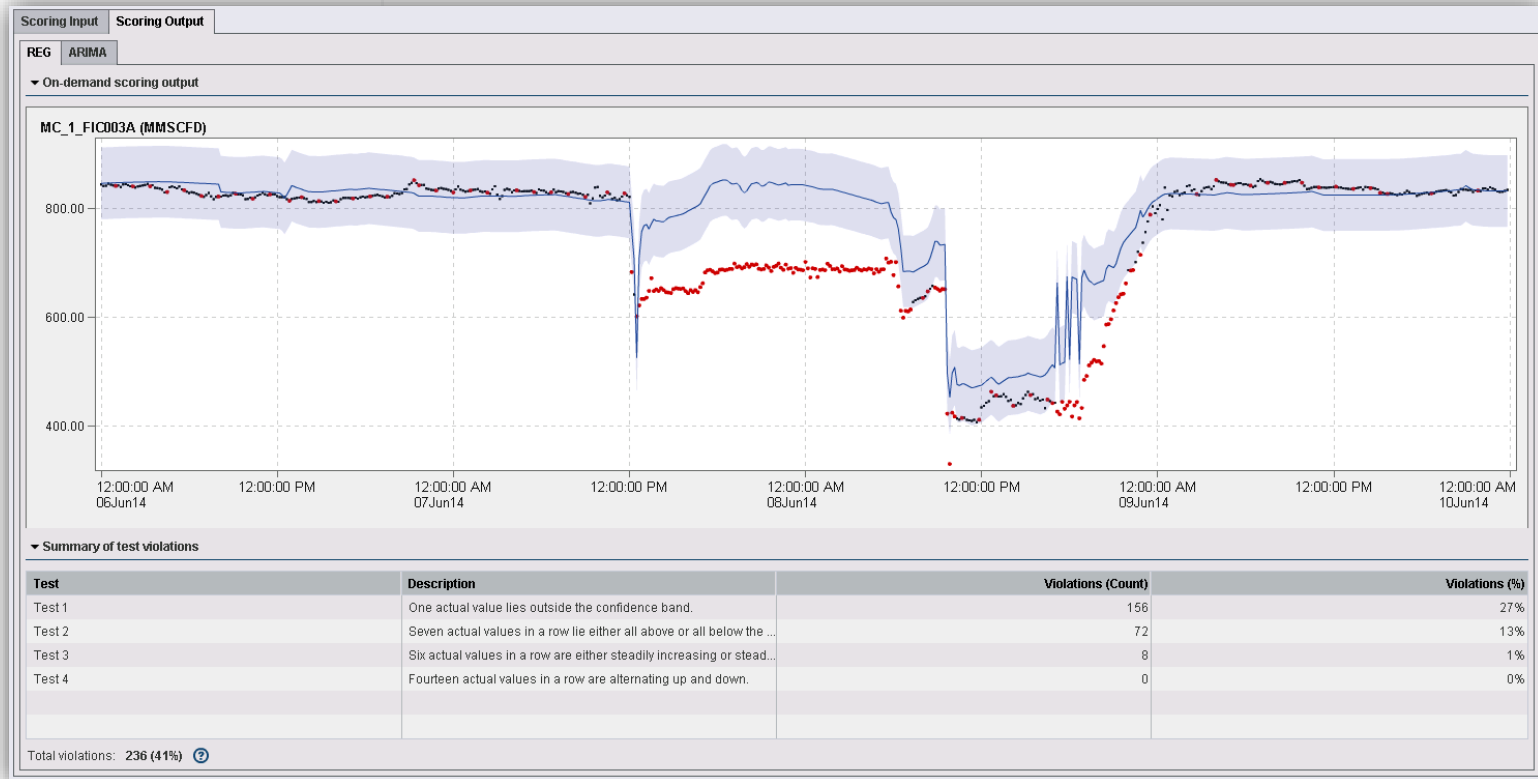 Scoring Input Scoring Output
REG ARIMA
On-demand scoring output
MC_1_FIC003A (MMSCFD)
800.00
600.00
400.00
12:00:00 AM 12:00:00 PM 12:00:00 AM 12:00:00 PM 12:00:00 AM 12:00:00 PM 12:00:00 AM 12:00:00 PM 12:00:00 AM
06Jun14 07Jun14 08Jun14 09Jun14 10Jun14
Summary of test violations
Test Description Violations (Count) Violations (%)
Test 1 One actual value lies outside the confidence band. 156 27%
Test 2 Seven actual values in a row lie either all above or all below the ... 72 13%
Test 3 Six actual values in a row are either steadily increasing or stead... 8 1%
Test 4 Fourteen actual values in a row are alternating up and down. 0 0%
Total violations: 236 (41%) ?